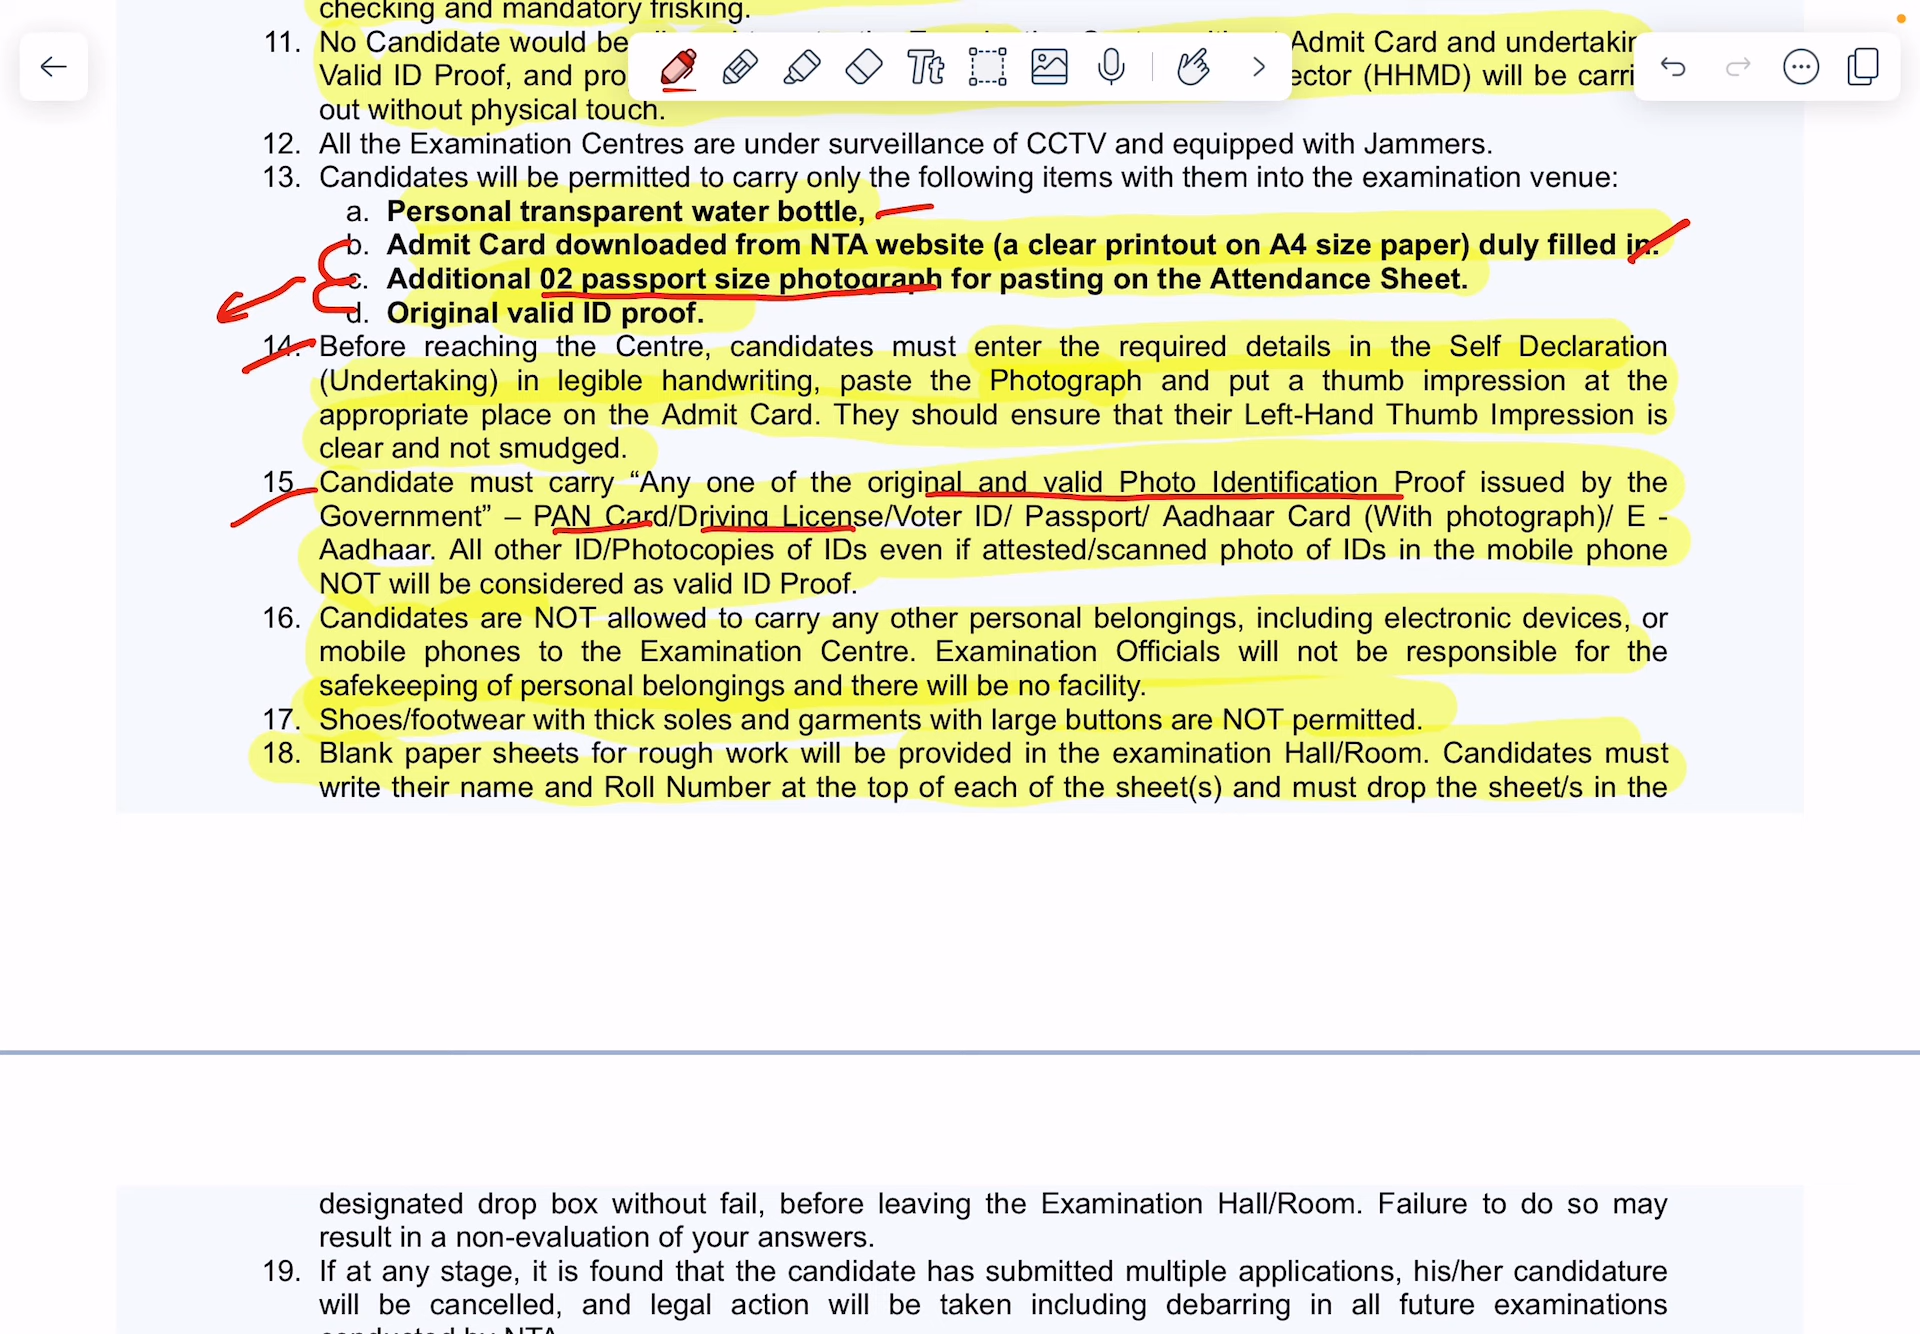 checking and mandatory frisking.
11. No Candidate would be Admit Card and
Valid ID Proof, and (HHMD) will be
out without physical touch.
12. All the Examination Centres are under surveillance of CCTV and equipped with Jammers.
13. Candidates will be permitted to carry only the following items with them into the examination venue:
a. Personal transparent water bottle,
b. Admit Card downloaded from NTA website (a clear printout on A4 size paper) duly filled in.
c. Additional 02 passport size photograph for pasting on the Attendance Sheet.
d. Original valid ID proof.
14. Before reaching the Centre, candidates must enter the required details in the Self Declaration
(Undertaking) in legible handwriting, paste the Photograph and put a thumb impression at the
appropriate place on the Admit Card. They should ensure that their Left-Hand Thumb Impression is
clear and not smudged.
15. Candidate must carry “Any one of the original and valid Photo Identification Proof issued by the
Government” – PAN Card/Driving License/Voter ID/ Passport/ Aadhaar Card (With photograph)/ E -
Aadhaar. All other ID/Photocopies of IDs even if attested/scanned photo of IDs in the mobile phone
NOT will be considered as valid ID Proof.
16. Candidates are NOT allowed to carry any other personal belongings, including electronic devices, or
mobile phones to the Examination Centre. Examination Officials will not be responsible for the
safekeeping of personal belongings and there will be no facility.
17. Shoes/footwear with thick soles and garments with large buttons are NOT permitted.
18. Blank paper sheets for rough work will be provided in the examination Hall/Room. Candidates must
write their name and Roll Number at the top of each of the sheet(s) and must drop the sheet/s in the
designated drop box without fail, before leaving the Examination Hall/Room. Failure to do so may
result in a non-evaluation of your answers.
19. If at any stage, it is found that the candidate has submitted multiple applications, his/her candidature
will be cancelled, and legal action will be taken including debarring in all future examinations
conducted by NTA